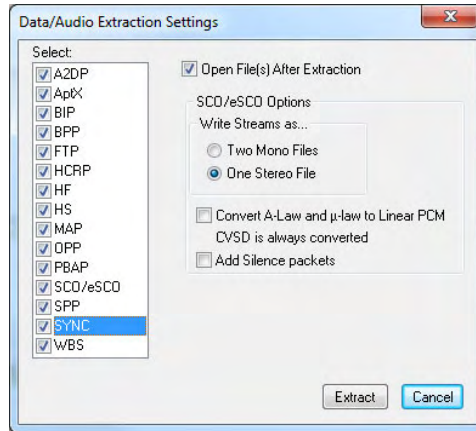 Data/Audio Extraction Settings
Select:
A2DP
AptX
BIP
BPP
FTP
HCRP
HF
HS
MAP
OPP
PBAP
SCO/eSCO
SPP
SYNC
WBS
Open File(s) After Extraction
SCO/eSCO Options
Write Streams as...
Two Mono Files
One Stereo File
Convert A-Law and µ-law to Linear PCM
CVSD is always converted
Add Silence packets
Extract
Cancel